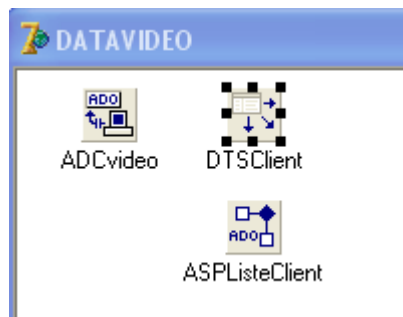 DATAVIDEO
ADO
ADCvideo
DTSClient
ADO
ASPListeClient